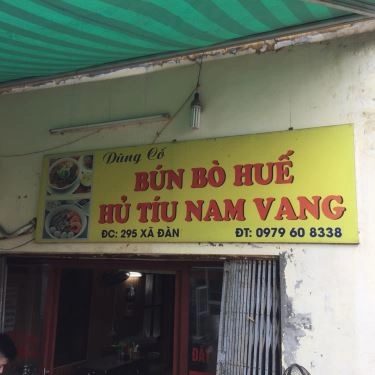 Dũng Cố
BÚN BÒ HUẾ
HỦ TÍU NAM VANG
ĐC: 295 XÃ ĐÀN ĐT: 0979 60 8338